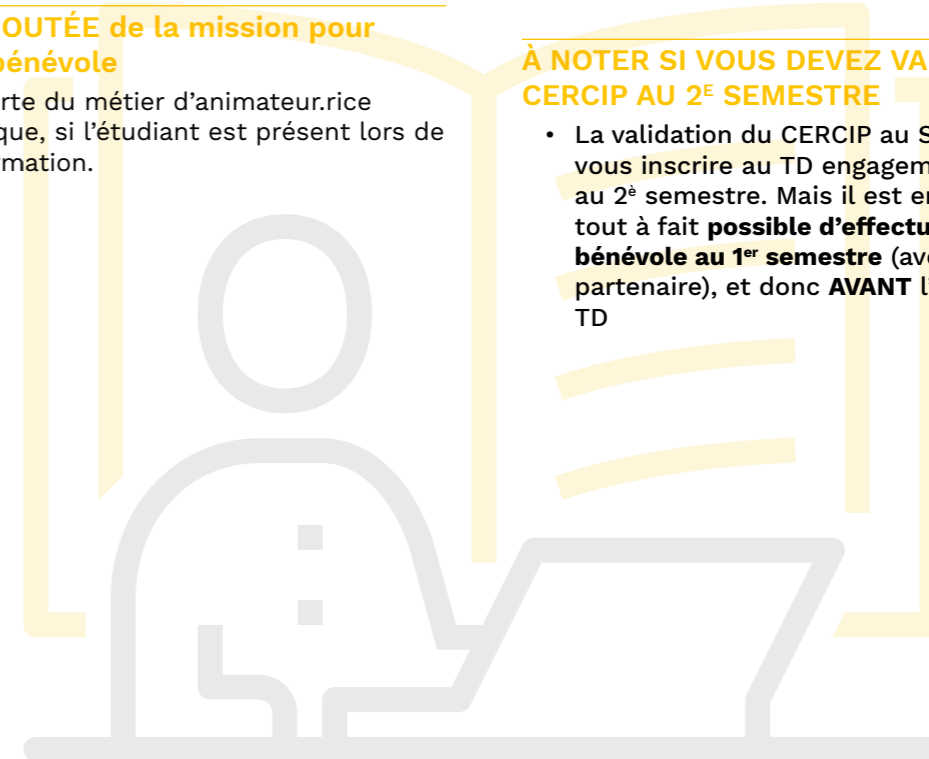 OUTÉE de la mission pour
bénévole
rte du métier d'animateur.rice
que, si l'étudiant est présent lors de
rmation.
À NOTER SI VOUS DEVEZ VA
CERCIP AU 2E SEMESTRE
• La validation du CERCIP au S
vous inscrire au TD engagem
au 2è semestre. Mais il est e
tout à fait possible d'effectu
bénévole au 1er semestre (av
partenaire), et donc AVANT l'
TD